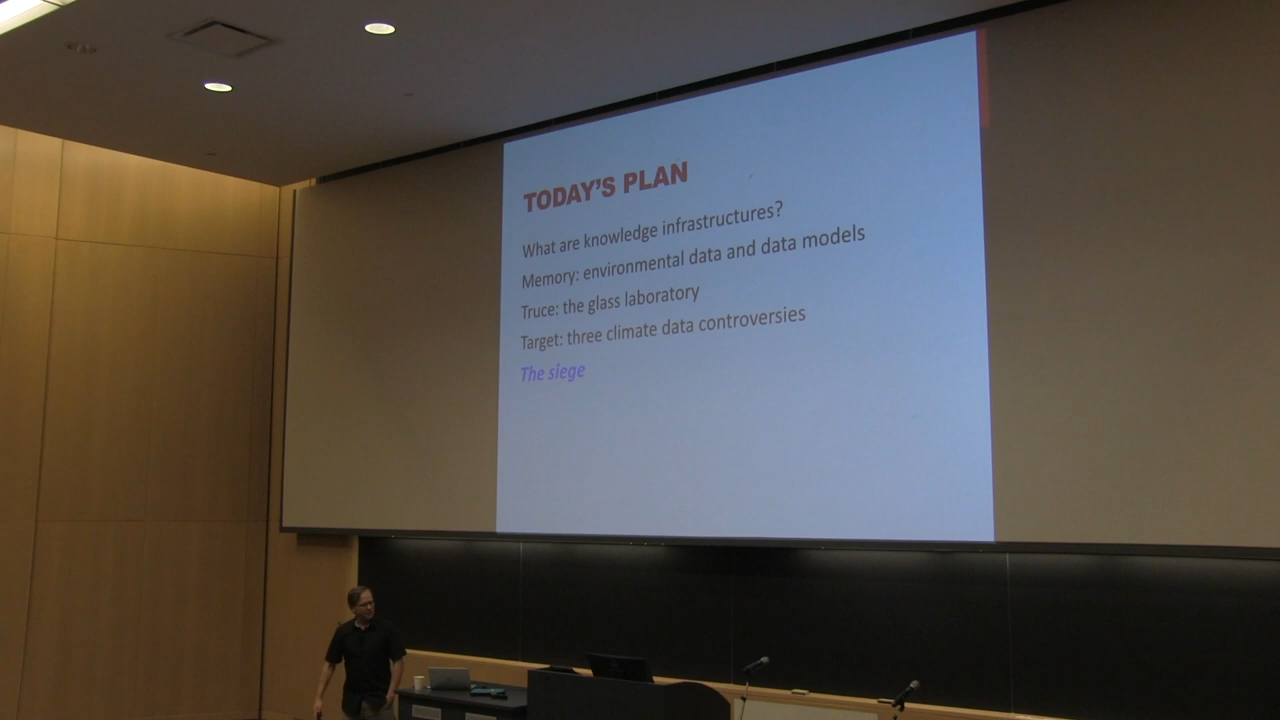 TODAY'S PLAN
What are knowledge infrastructures?
Memory: environmental data and data models
Truce: the glass laboratory
Target: three climate data controversies
The siege